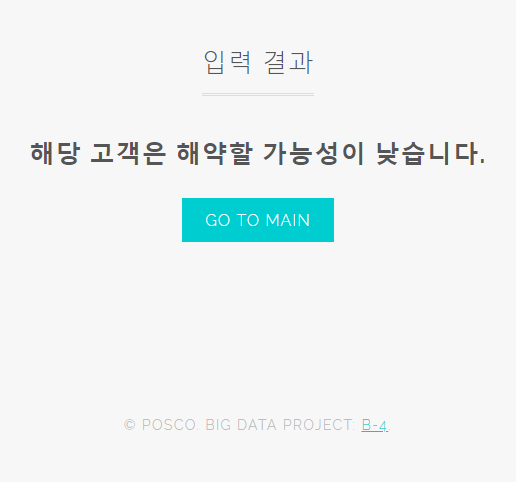 입력 결과
해당 고객은 해약할 가능성이 낮습니다.
GO TO MAIN
© POSCO. BIG DATA PROJECT: B-4